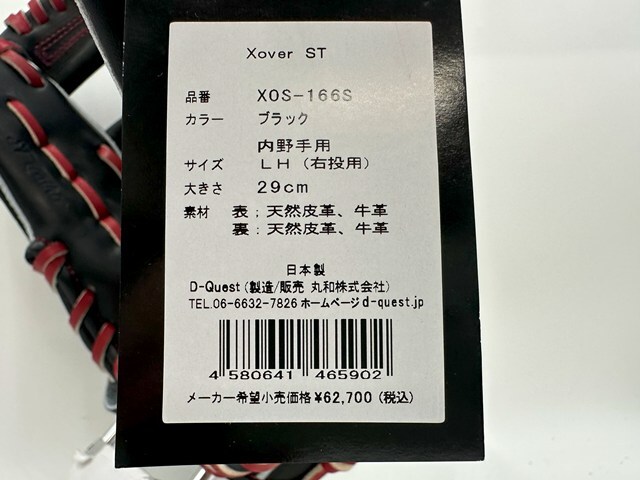 Xover ST
品番 XOS-166S
カラー ブラック
内野手用
サイズ LH（右投用）
大きさ 29cm
素材 表；天然皮革、牛革
裏：天然皮革、牛革
日本製
D-Quest（製造/販売 丸和株式会社）
TEL.06-6632-7826 ホームページd-quest.jp
4 580641 465902
メーカー希望小売価格 ¥62,700（税込）